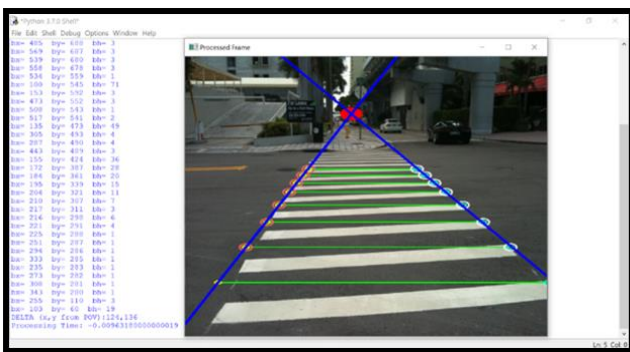 *Python 3.7.0 Shell*
File Edit Shell Debug Options Window Help
bx= 485 by= 680 bh= 3
bx= 569 by= 607 bh= 3
bx= 539 by= 600 bh= 3
bx= 558 by= 678 bh= 3
bx= 534 by= 559 bh= 1
bx= 100 by= 545 bh= 71
bx= 153 by= 592 bh= 3
bx= 473 by= 552 bh= 3
bx= 508 by= 543 bh= 1
bx= 517 by= 541 bh= 2
bx= 135 by= 473 bh= 49
bx= 305 by= 493 bh= 4
bx= 287 by= 490 bh= 4
bx= 443 by= 489 bh= 3
bx= 155 by= 424 bh= 36
bx= 172 by= 387 bh= 28
bx= 184 by= 361 bh= 20
bx= 195 by= 339 bh= 15
bx= 204 by= 321 bh= 11
bx= 210 by= 307 bh= 7
bx= 217 by= 311 bh= 3
bx= 216 by= 298 bh= 6
bx= 221 by= 291 bh= 4
bx= 225 by= 288 bh= 1
bx= 251 by= 287 bh= 1
bx= 294 by= 286 bh= 1
bx= 333 by= 285 bh= 1
bx= 235 by= 283 bh= 1
bx= 273 by= 282 bh= 1
bx= 300 by= 281 bh= 1
bx= 343 by= 280 bh= 1
bx= 255 by= 110 bh= 3
bx= 103 by= 60 bh= 19
DELTA (x,y from POV):124,136
Processing Time: -0.00963180000000019
Processed Frame
Ln: 5 Col: 0